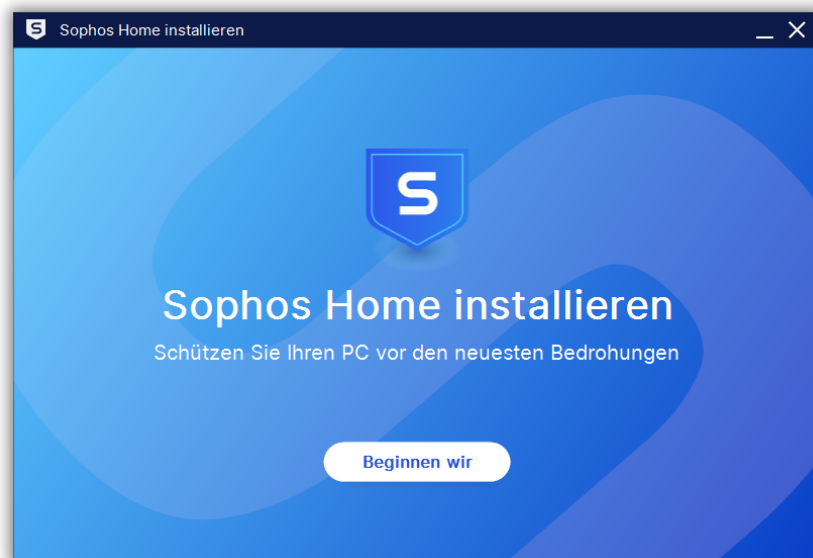 S Sophos Home installieren
S
Sophos Home installieren
Schützen Sie Ihren PC vor den neuesten Bedrohungen
Beginnen wir